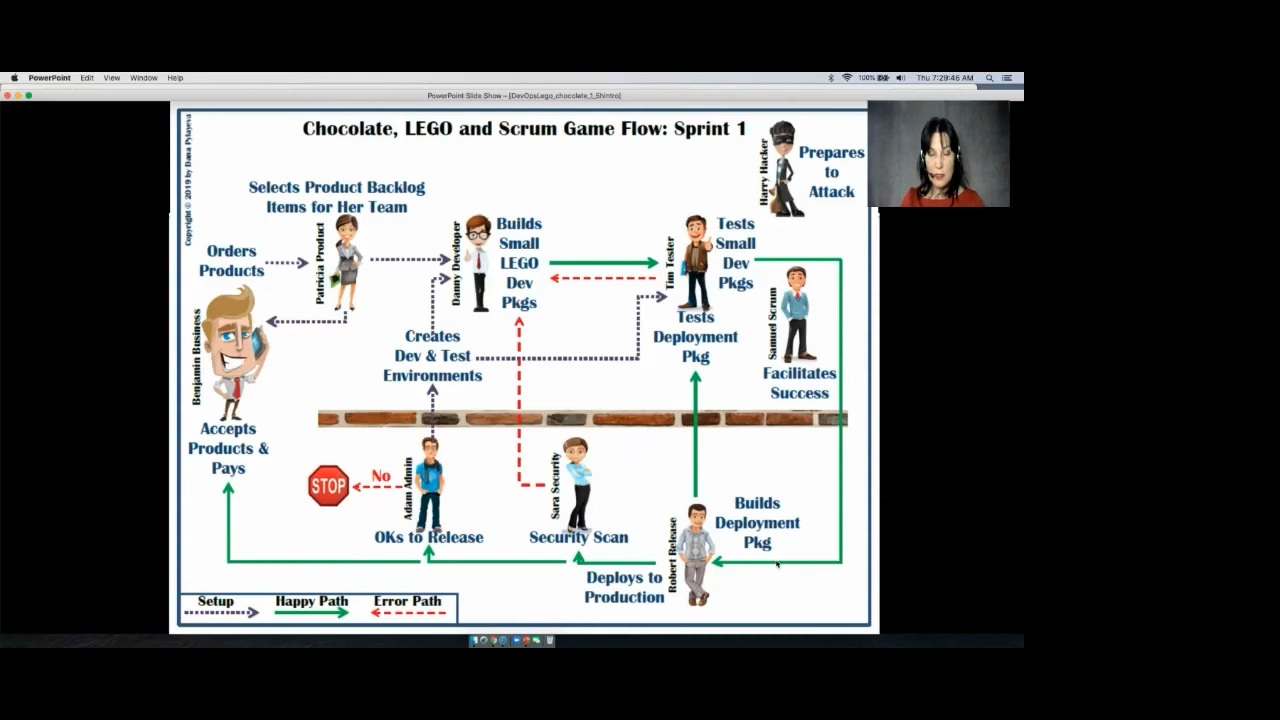 PowerPoint Edit View Window Help
100% Thu 7:29:46 AM
PowerPoint Slide Show – [DevOpsLego_chocolate_1_5hIntro]
Copyright © 2019 by Dana Pylayeva
Chocolate, LEGO and Scrum Game Flow: Sprint 1
Harry Hacker
Prepares
to
Attack
Selects Product Backlog
Items for Her Team
Orders
Products
Patricia Product
Danny Developer
Builds
Small
LEGO
Dev
Pkgs
Tim Tester
Tests
Small
Dev
Pkgs
Tests
Deployment
Pkg
Samuel Scrum
Facilitates
Success
Benjamin Business
Creates
Dev & Test
Environments
Accepts
Products &
Pays
STOP
No
Adam Admin
OKs to Release
Sara Security
Security Scan
Robert Release
Builds
Deployment
Pkg
Deploys to
Production
Setup Happy Path Error Path